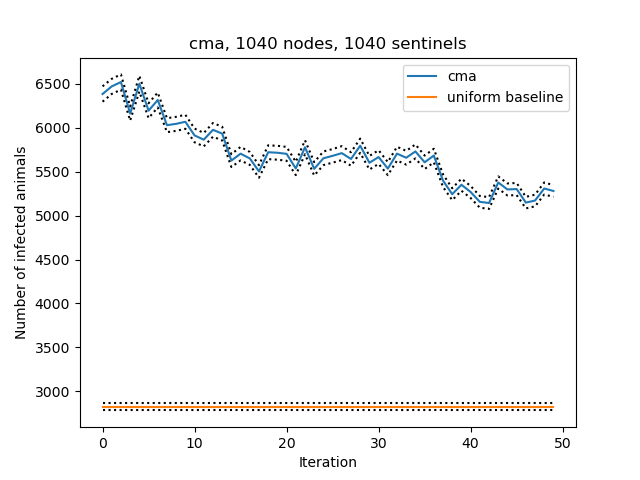 cma, 1040 nodes, 1040 sentinels
cma
uniform baseline
Number of infected animals
6500
6000
5500
5000
4500
4000
3500
3000
0 10 20 30 40 50
Iteration